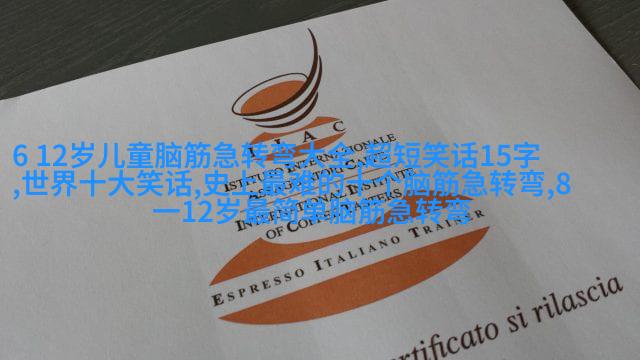 6 12岁儿童脑筋急转弯大全,超短笑话15字
,世界十大笑话,史上最难的十个脑筋急转弯,8
一12岁最简单脑筋急转弯
I I A C
ISTITUTO INTERNAZIONALE
ASSAGGIATORI CAFFÈ
INTERNATIONAL INSTITUTE
OF COFFEE TASTERS
ESPRESSO ITALIANO TRAINER
certificato si rilascia